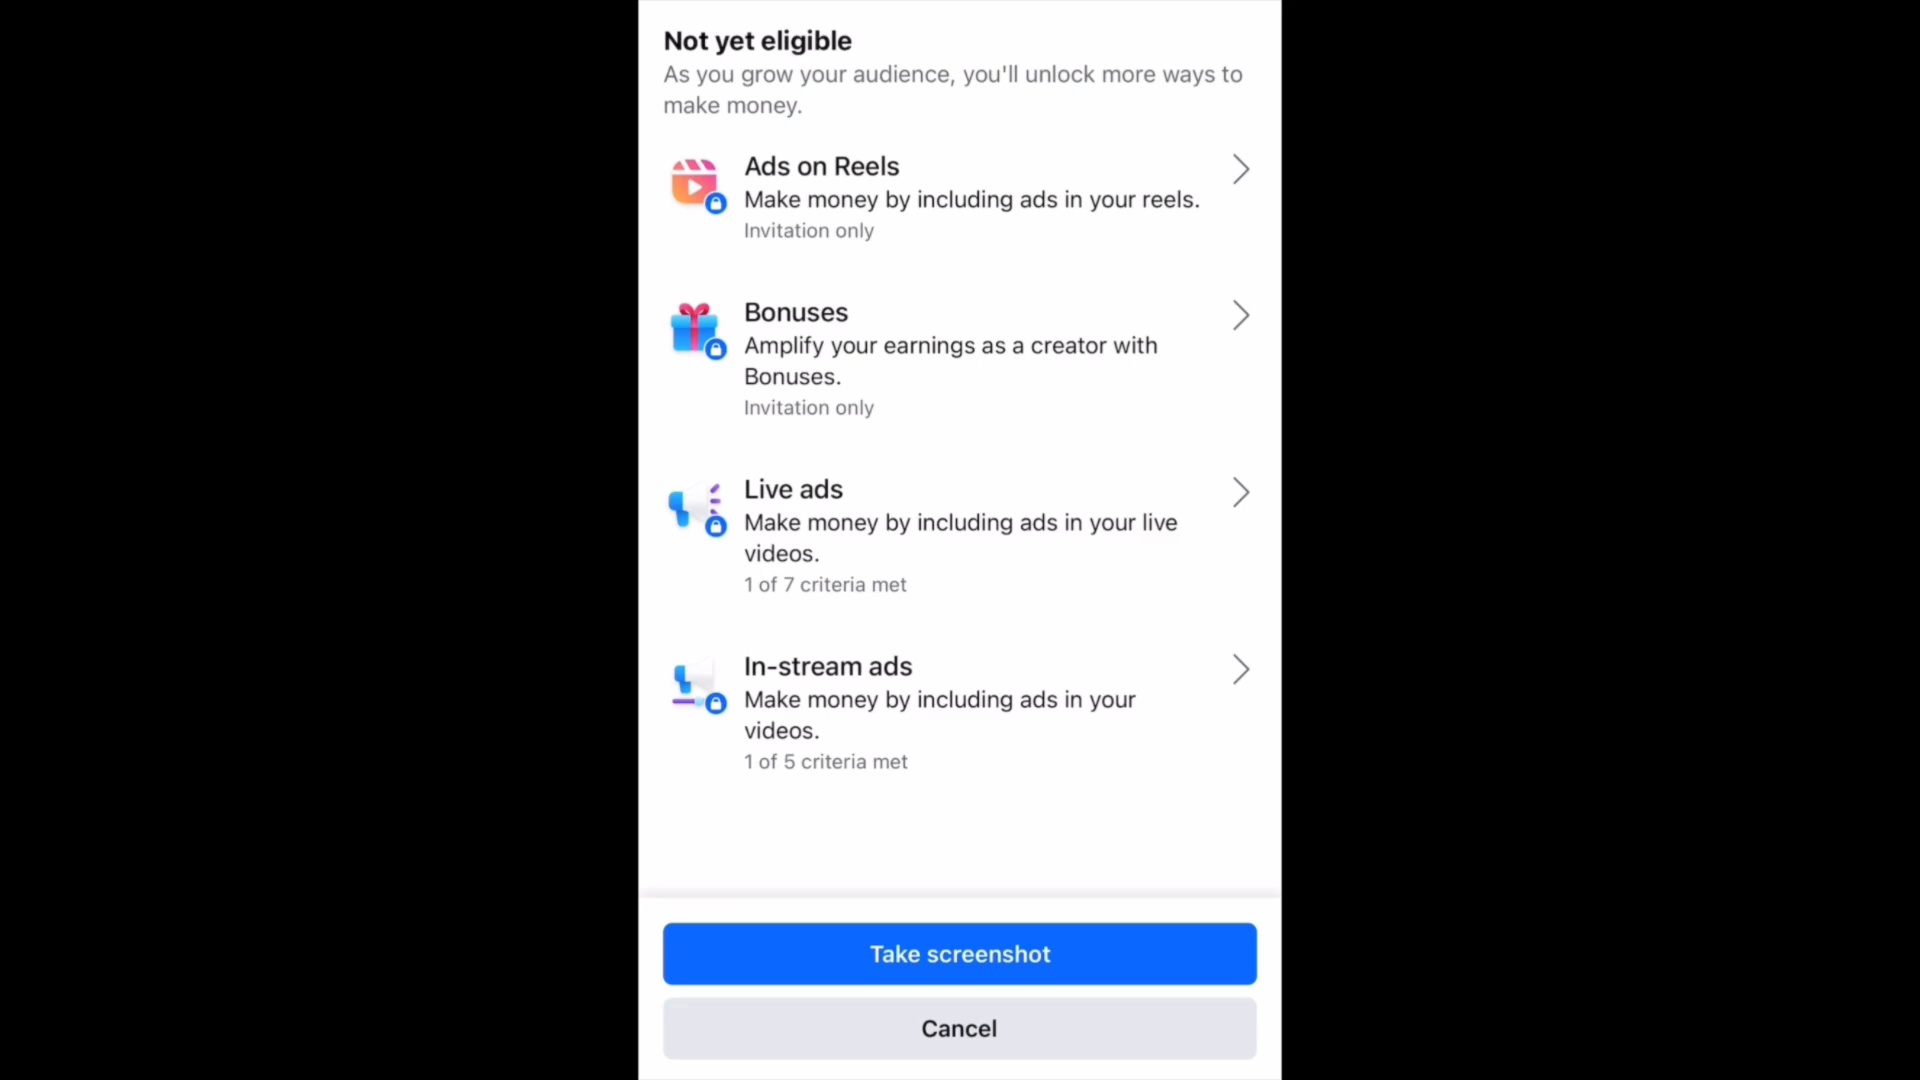 Not yet eligible
As you grow your audience, you'll unlock more ways to
make money.
Ads on Reels
Make money by including ads in your reels.
Invitation only
Bonuses
Amplify your earnings as a creator with
Bonuses.
Invitation only
Live ads
Make money by including ads in your live
videos.
1 of 7 criteria met
In-stream ads
Make money by including ads in your
videos.
1 of 5 criteria met
Take screenshot
Cancel